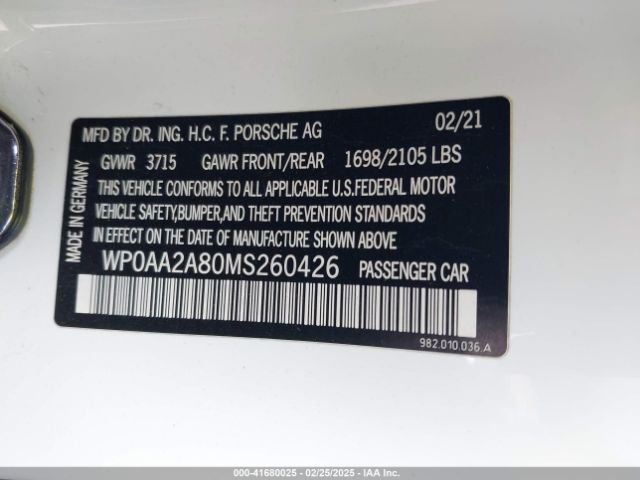 MFD BY DR. ING. H.C. F. PORSCHE AG 02/21
GVWR 3715 GAWR FRONT/REAR 1698/2105 LBS
THIS VEHICLE CONFORMS TO ALL APPLICABLE U.S.FEDERAL MOTOR
VEHICLE SAFETY,BUMPER,AND THEFT PREVENTION STANDARDS
IN EFFECT ON THE DATE OF MANUFACTURE SHOWN ABOVE
WP0AA2A80MS260426 PASSENGER CAR
MADE IN GERMANY
982.010.036.A
000-41680025 - 02/25/2025 - IAA Inc.